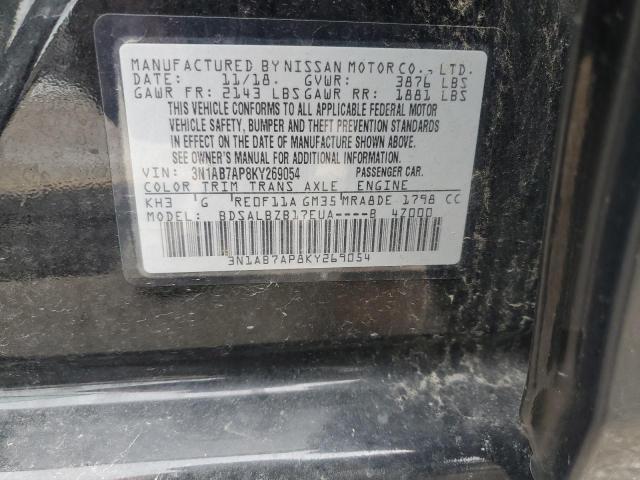 MANUFACTURED BY NISSAN MOTOR CO., LTD.
DATE: 11/18. GVWR: 3876 LBS
GAWR FR: 2143 LBS GAWR RR: 1881 LBS
THIS VEHICLE CONFORMS TO ALL APPLICABLE FEDERAL MOTOR
VEHICLE SAFETY, BUMPER AND THEFT PREVENTION STANDARDS
IN EFFECT ON THE DATE OF MANUFACTURE SHOWN ABOVE.
SEE OWNER'S MANUAL FOR ADDITIONAL INFORMATION.
VIN: 3N1AB7AP8KY269054 PASSENGER CAR.
COLOR TRIM TRANS AXLE ENGINE
KH3 G RE0F11A GM35 MRA8DE 1798 CC
MODEL: BDSALBZB17EUA----B 47000
3N1AB7AP8KY269054